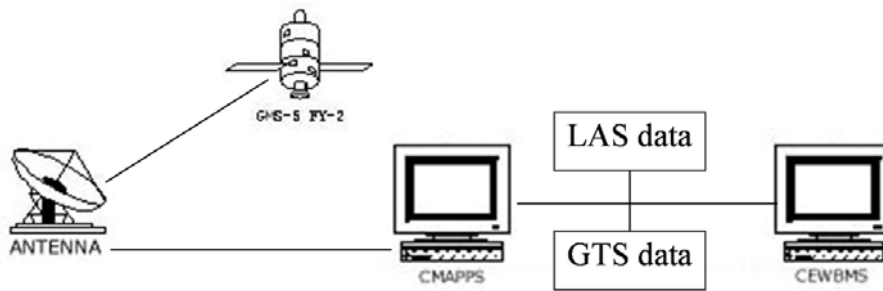 GMS-5 FY-2
LAS data
ANTENNA
GTS data
CMAPPS
CEWBMS